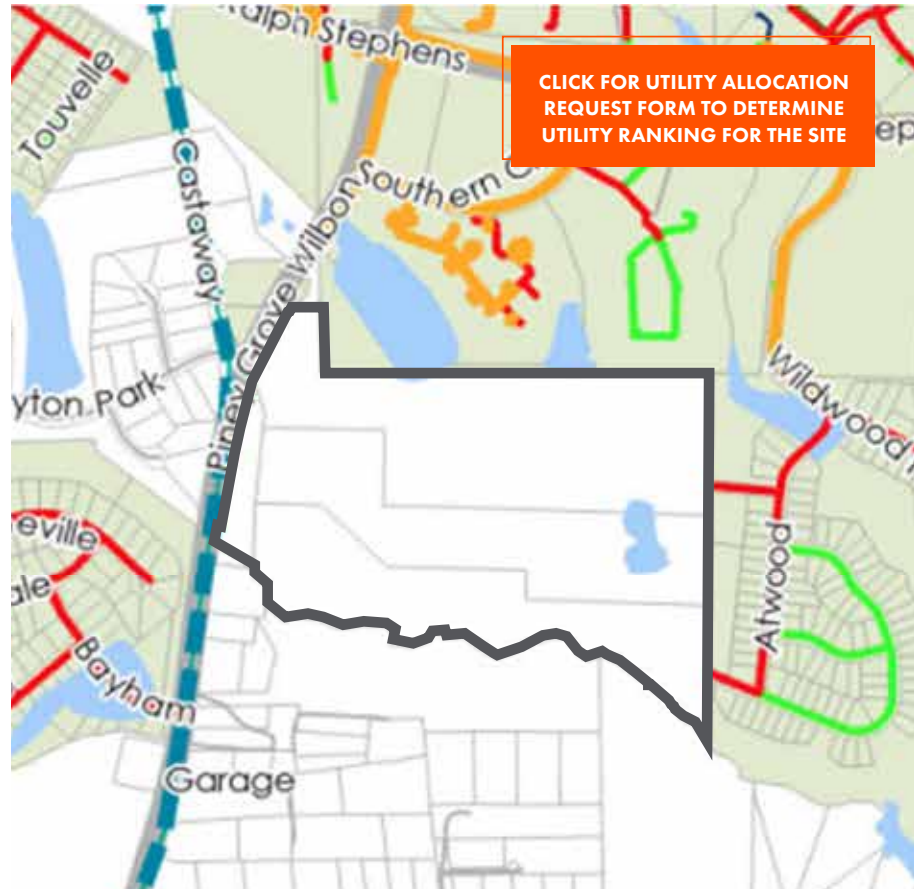 Ralph Stephens
CLICK FOR UTILITY ALLOCATION
REQUEST FORM TO DETERMINE
UTILITY RANKING FOR THE SITE
Touvelle
ep
Castaway
Southern O
Piney Grove Wilbon
yton Park
Wildwood
eville
ale
Atwood
Bayham
Garage